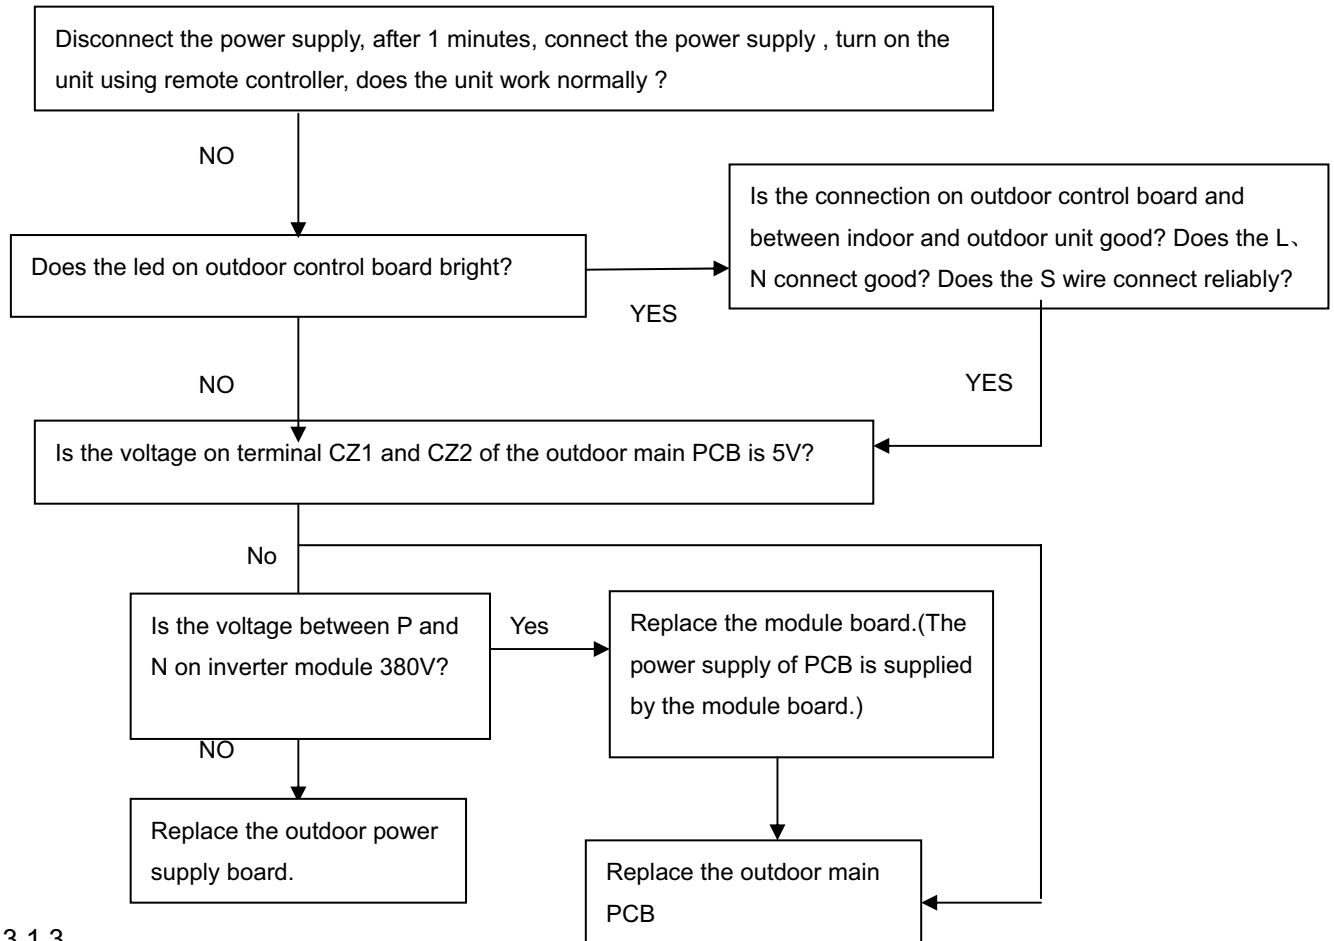 Disconnect the power supply, after 1 minutes, connect the power supply , turn on the
unit using remote controller, does the unit work normally ?
NO
Is the connection on outdoor control board and
between indoor and outdoor unit good? Does the L、
N connect good? Does the S wire connect reliably?
Does the led on outdoor control board bright?
YES
NO
YES
Is the voltage on terminal CZ1 and CZ2 of the outdoor main PCB is 5V?
No
Is the voltage between P and
N on inverter module 380V?
Yes
Replace the module board.(The
power supply of PCB is supplied
by the module board.)
NO
Replace the outdoor power
supply board.
Replace the outdoor main
PCB
3.1.3